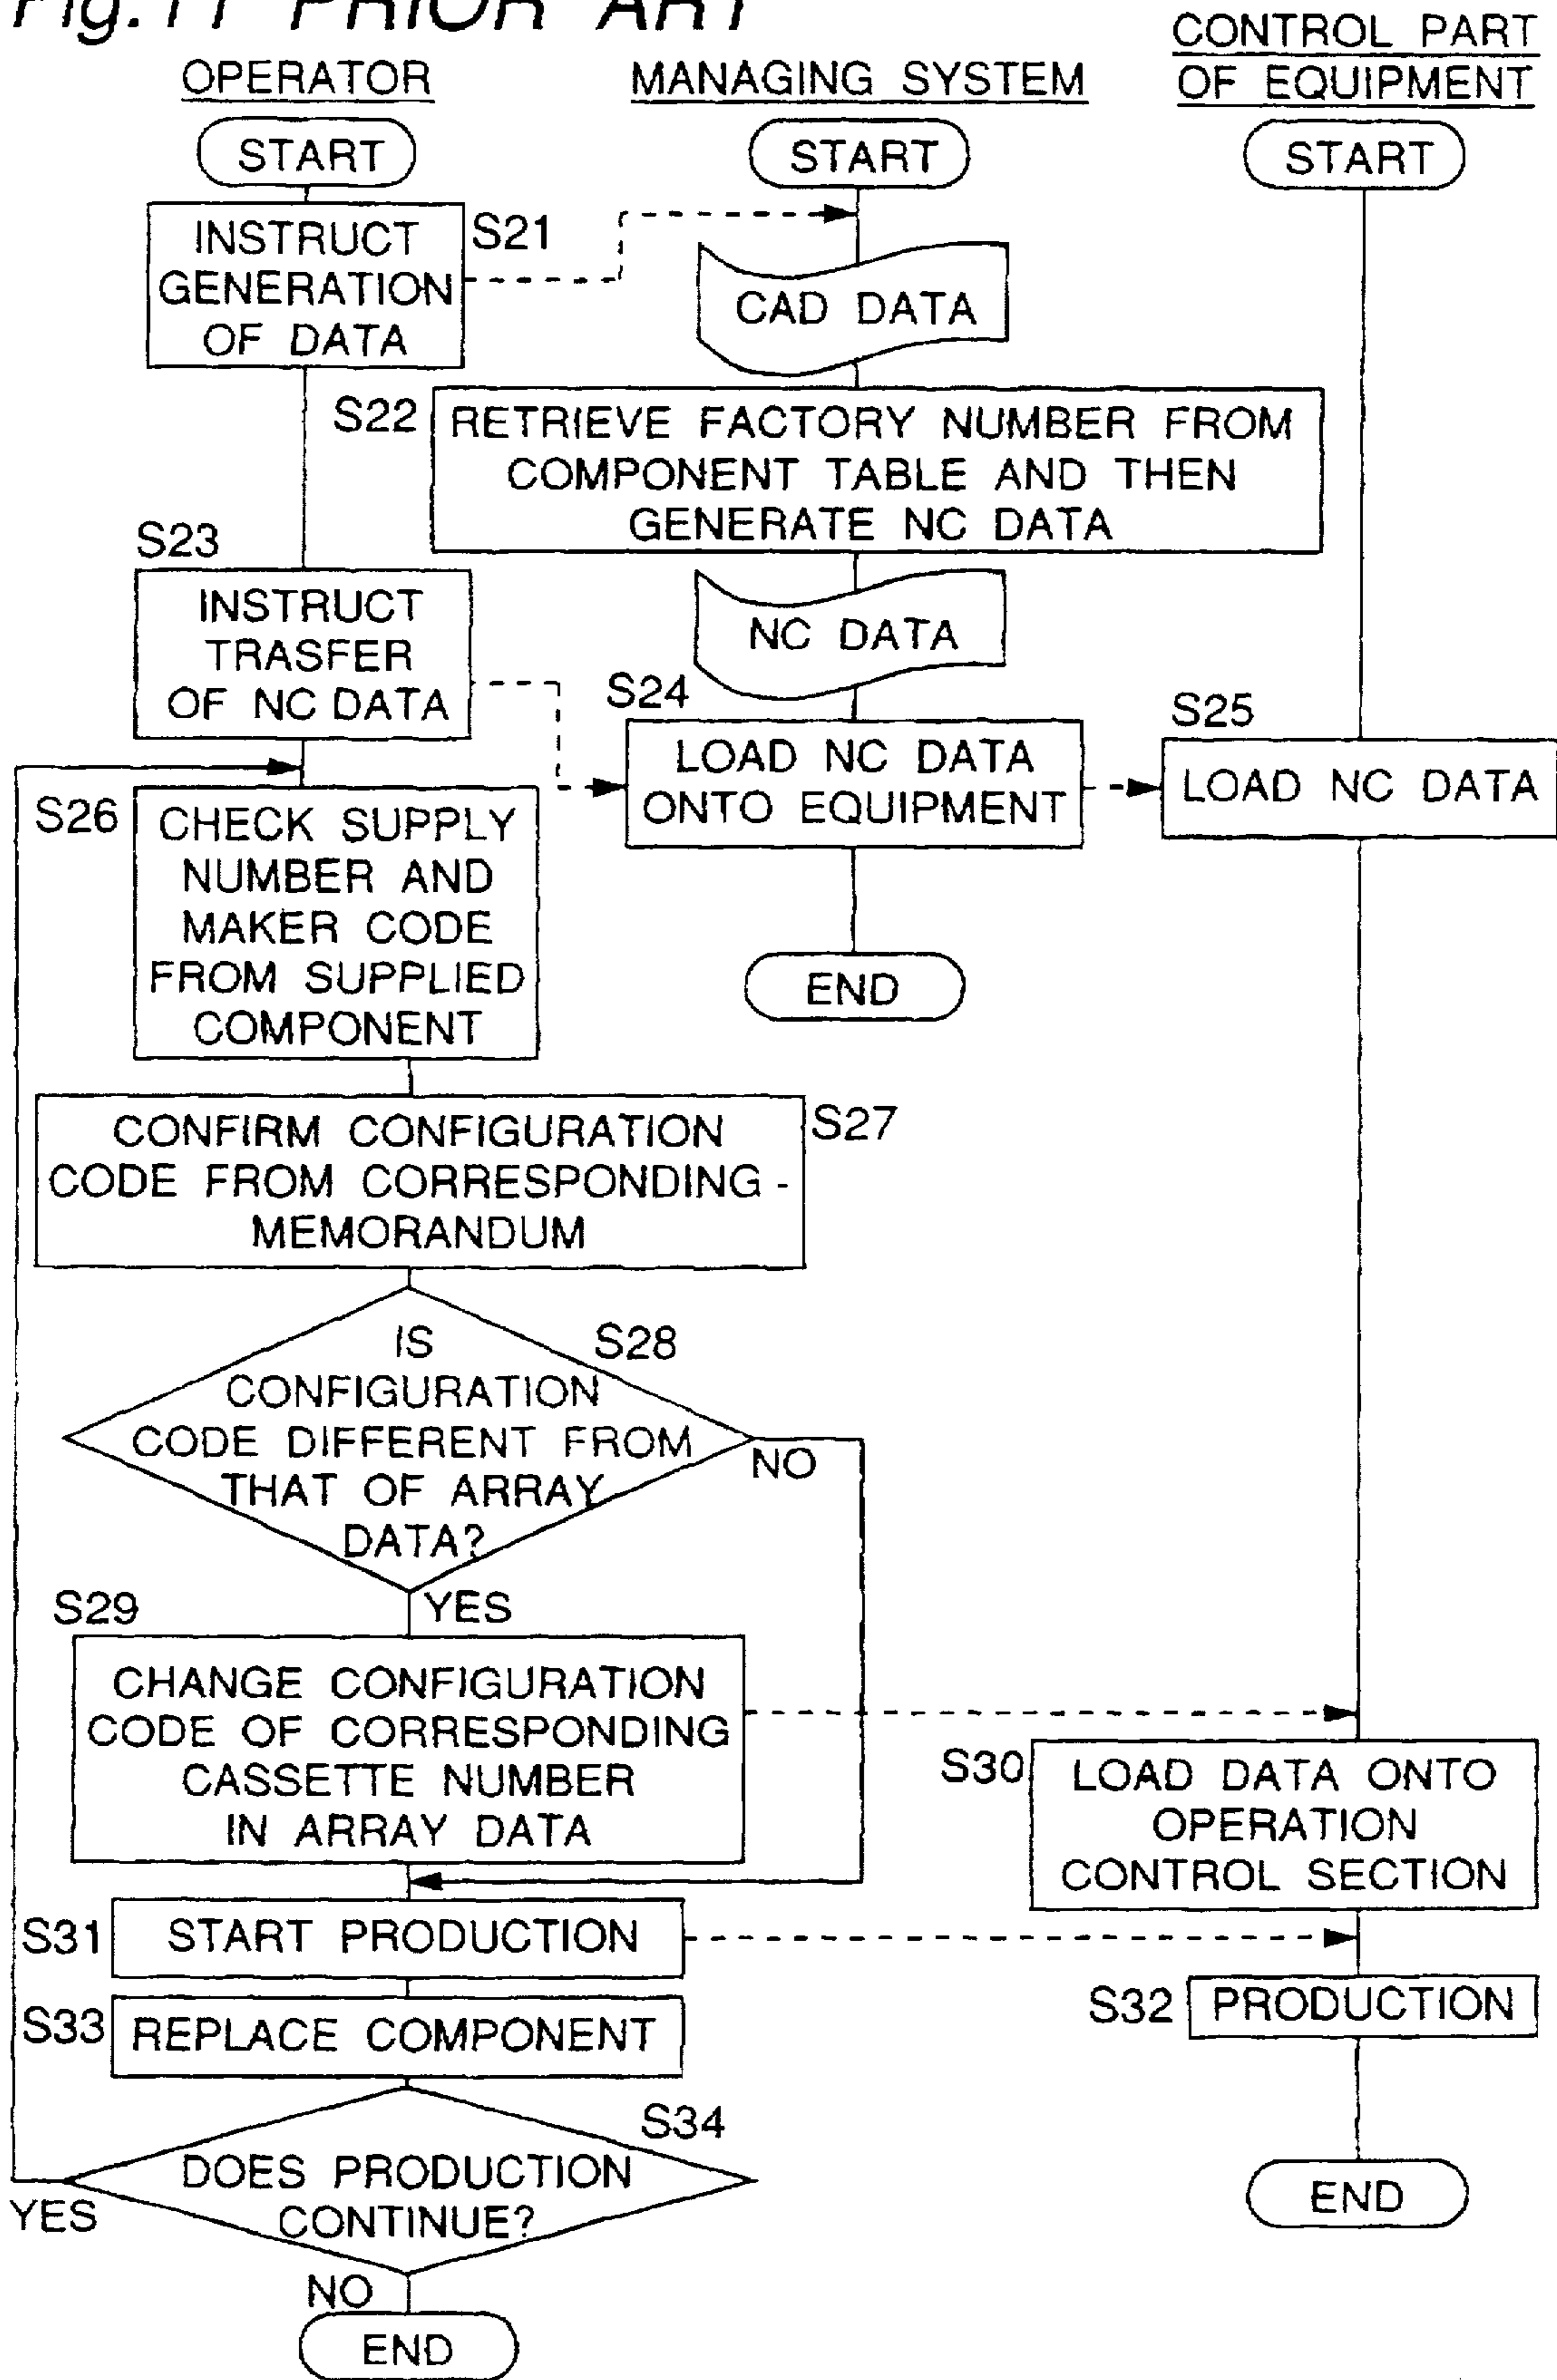 Fig. 11 PRIOR ART
OPERATOR
MANAGING SYSTEM
CONTROL PART
OF EQUIPMENT
START
START
START
INSTRUCT
GENERATION
OF DATA
S21
CAD DATA
S22
RETRIEVE FACTORY NUMBER FROM
COMPONENT TABLE AND THEN
GENERATE NC DATA
S23
INSTRUCT
TRASFER
OF NC DATA
NC DATA
S24
LOAD NC DATA
ONTO EQUIPMENT
S25
LOAD NC DATA
S26
CHECK SUPPLY
NUMBER AND
MAKER CODE
FROM SUPPLIED
COMPONENT
END
CONFIRM CONFIGURATION
CODE FROM CORRESPONDING -
MEMORANDUM
S27
IS
CONFIGURATION
CODE DIFFERENT FROM
THAT OF ARRAY
DATA?
S28
NO
YES
S29
CHANGE CONFIGURATION
CODE OF CORRESPONDING
CASSETTE NUMBER
IN ARRAY DATA
S30
LOAD DATA ONTO
OPERATION
CONTROL SECTION
S31
START PRODUCTION
S32
PRODUCTION
S33
REPLACE COMPONENT
S34
DOES PRODUCTION
CONTINUE?
YES
NO
END
END